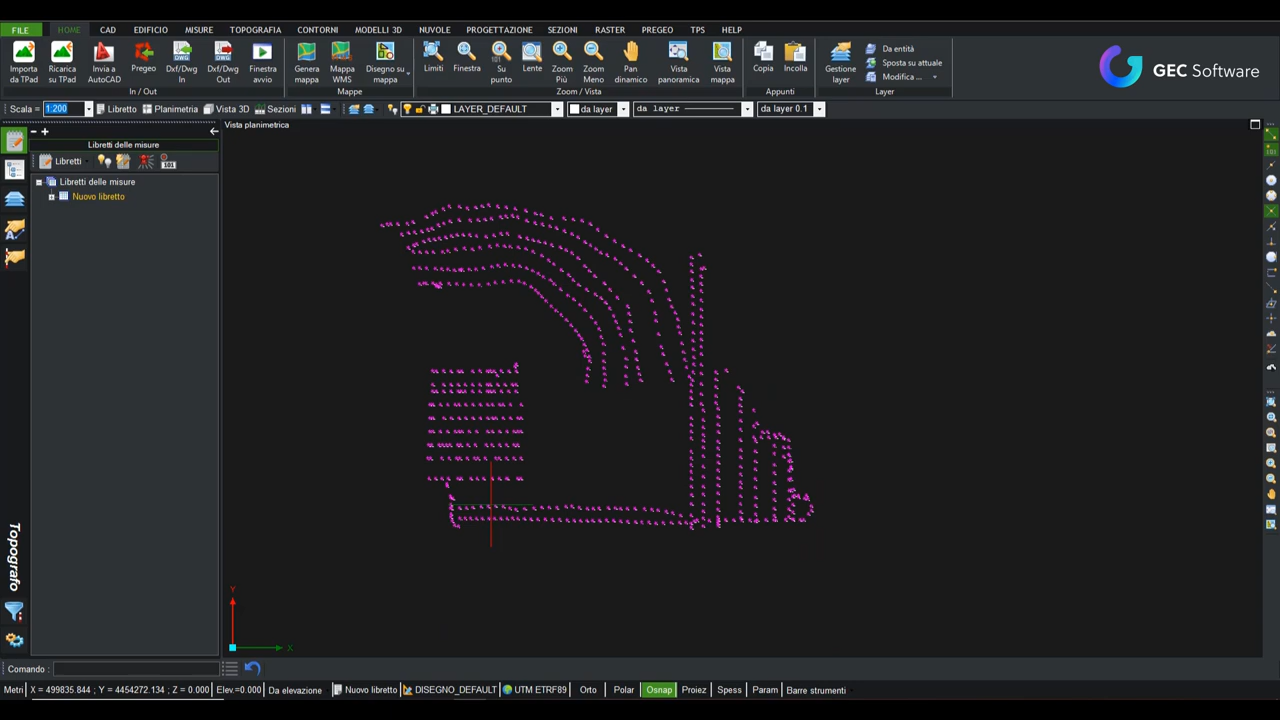 FILE HOME CAD EDIFICIO MISURE TOPOGRAFIA CONTORNI MODELLI 3D NUVOLE PROGETTAZIONE SEZIONI RASTER PREGEO TPS HELP
Importa da TPad
Ricarica su TPad
Invia a AutoCAD
Pregeo
Dxf/Dwg In
Dxf/Dwg Out
Finestra avvio
Genera mappa
Mappa WMS
Disegno su mappa
Limiti
Finestra
Su punto
Lente
Zoom Più
Zoom Meno
Pan dinamico
Vista panoramica
Vista mappa
Copia
Incolla
Gestione layer
Da entità
Sposta su attuale
Modifica ...
GEC Software
In / Out
Mappe
Zoom / Vista
Appunti
Layer
Scala = 1:200 Libretto Planimetria Vista 3D Sezioni LAYER_DEFAULT da layer da layer da layer 0.1
Vista planimetrica
Libretti delle misure
Libretti
Libretti delle misure
Nuovo libretto
Topografo
Y
X
Comando :
Metri X = 499835.844 ; Y = 4454272.134 ; Z = 0.000 Elev.=0.000 Da elevazione Nuovo libretto DISEGNO_DEFAULT UTM ETRF89 Orto Polar Osnap Proiez Spess Param Barre strumenti